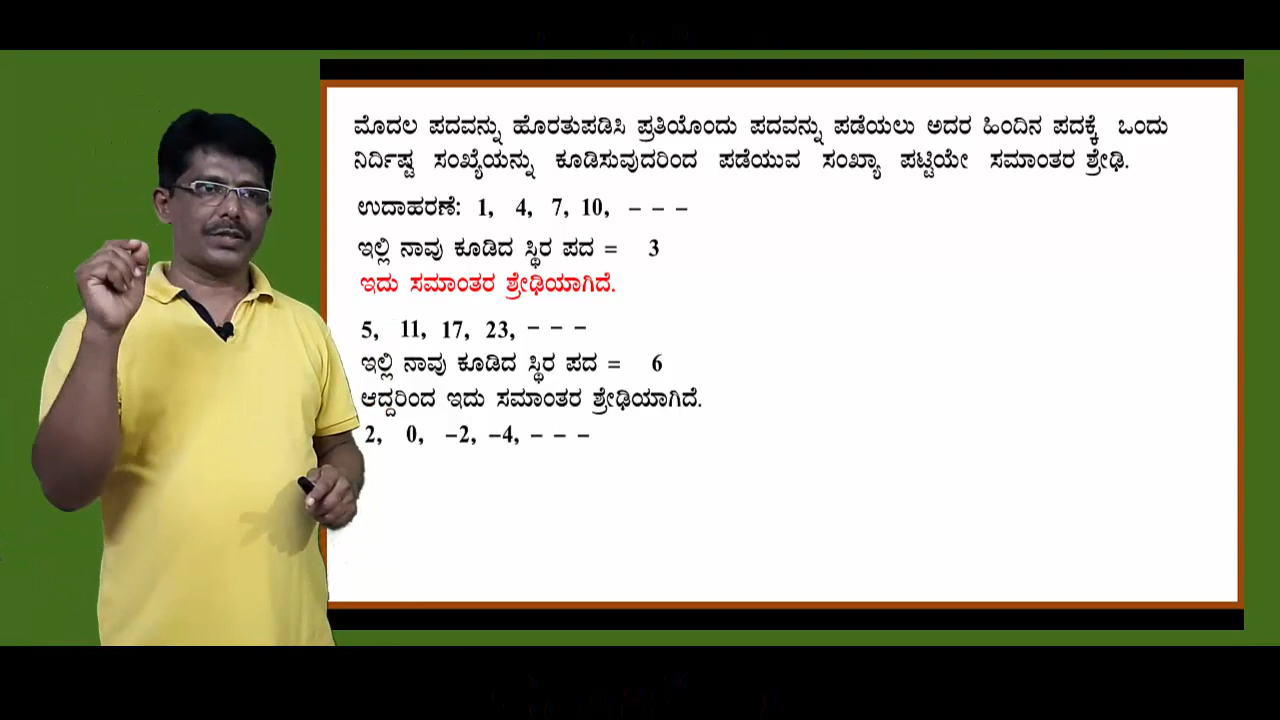 ಮೊದಲ ಪದವನ್ನು ಹೊರತುಪಡಿಸಿ ಪ್ರತಿಯೊಂದು ಪದವನ್ನು ಪಡೆಯಲು ಅದರ ಹಿಂದಿನ ಪದಕ್ಕೆ ಒಂದು
ನಿರ್ದಿಷ್ಟ ಸಂಖ್ಯೆಯನ್ನು ಕೂಡಿಸುವುದರಿಂದ ಪಡೆಯುವ ಸಂಖ್ಯಾ ಪಟ್ಟಿಯೇ ಸಮಾಂತರ ಶ್ರೇಢಿ.
ಉದಾಹರಣೆ: 1, 4, 7, 10, – – –
ಇಲ್ಲಿ ನಾವು ಕೂಡಿದ ಸ್ಥಿರ ಪದ = 3
ಇದು ಸಮಾಂತರ ಶ್ರೇಢಿಯಾಗಿದೆ.
5, 11, 17, 23, – – –
ಇಲ್ಲಿ ನಾವು ಕೂಡಿದ ಸ್ಥಿರ ಪದ = 6
ಆದ್ದರಿಂದ ಇದು ಸಮಾಂತರ ಶ್ರೇಢಿಯಾಗಿದೆ.
2, 0, –2, –4, – – –